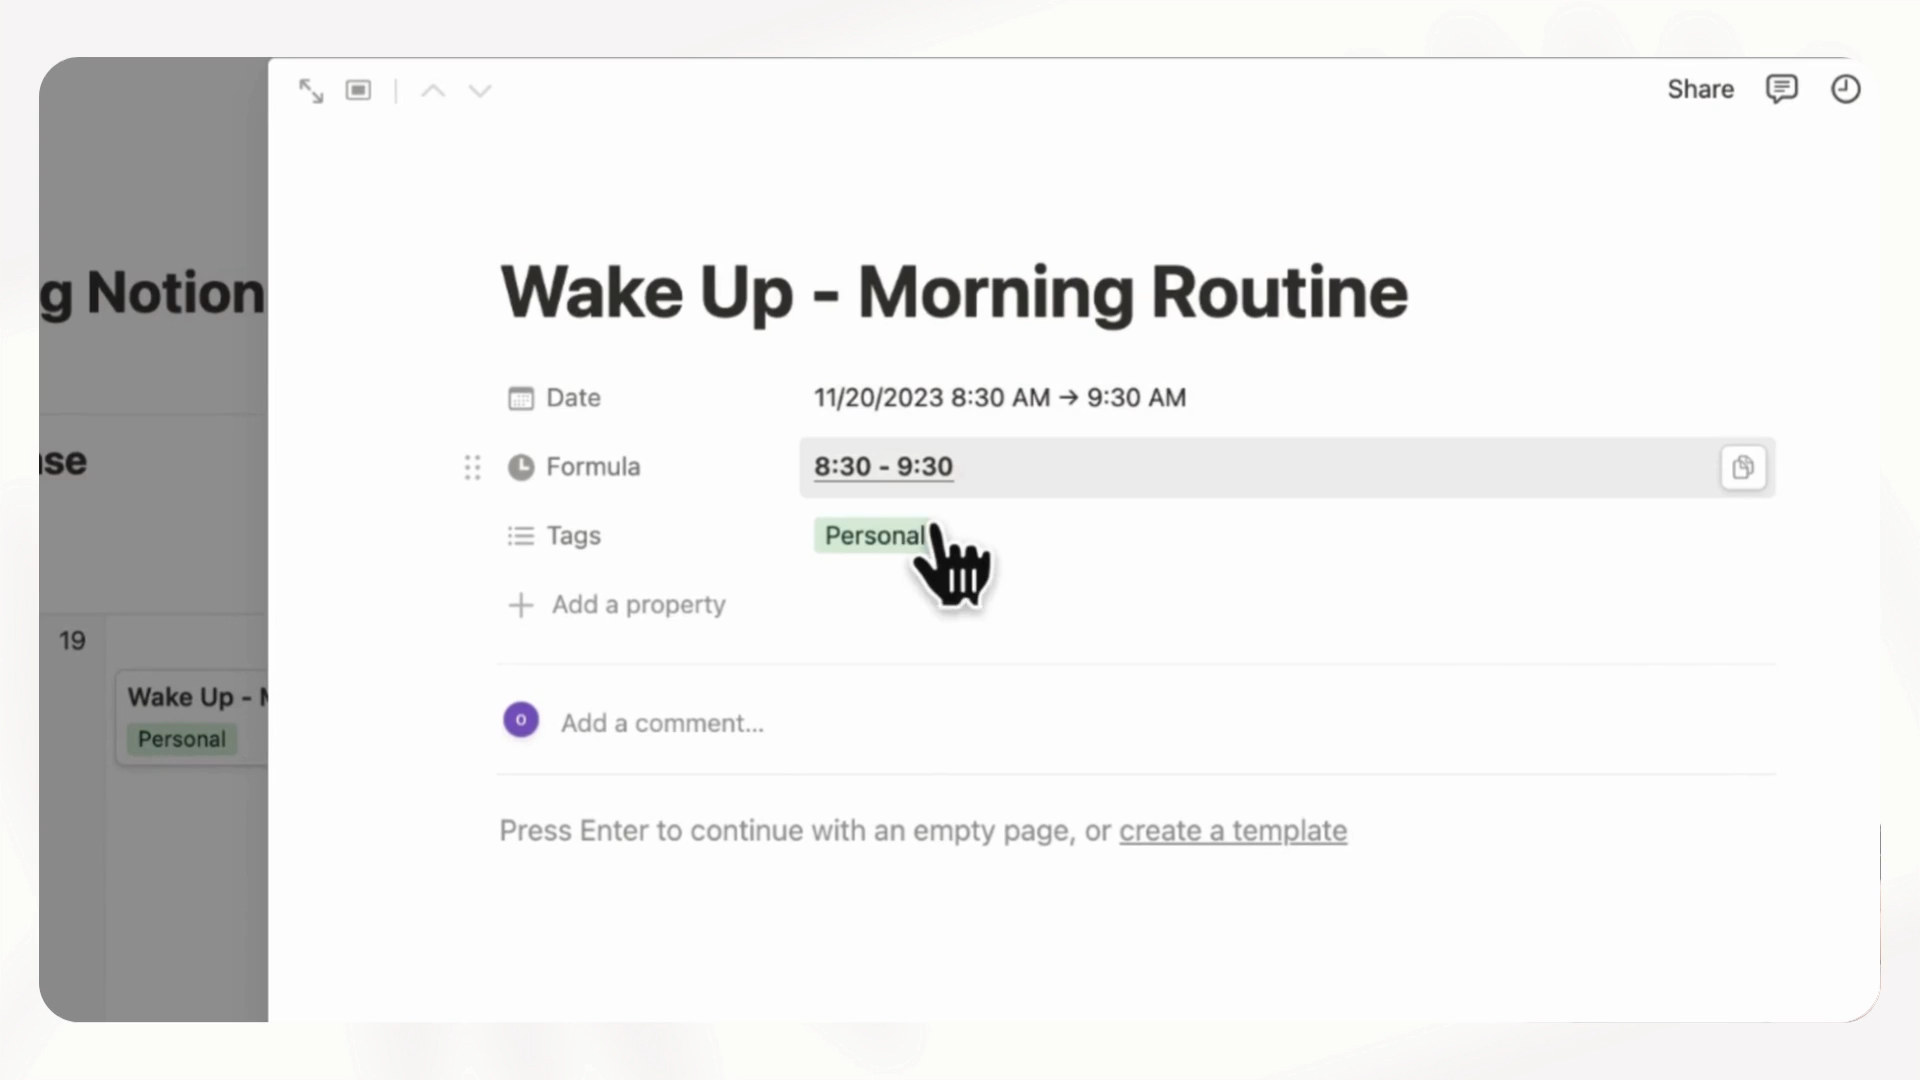 Share
g Notion
Wake Up - Morning Routine
Date
11/20/2023 8:30 AM → 9:30 AM
se
Formula
8:30 - 9:30
Tags
Personal
Add a property
19
Wake Up -
Personal
O
Add a comment...
Press Enter to continue with an empty page, or create a template